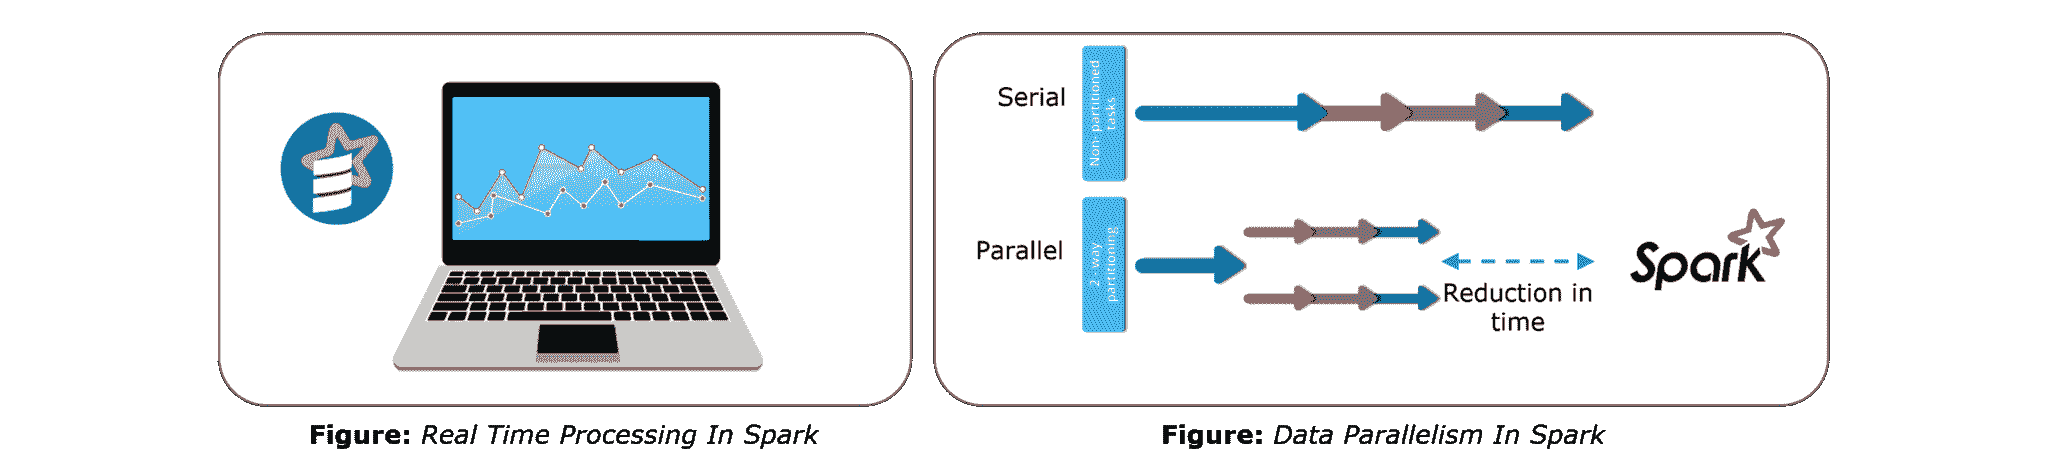 Serial
Non-partitioned
tasks
Parallel
2-way
partitioning
Reduction in
time
Spark
Figure: Real Time Processing In Spark
Figure: Data Parallelism In Spark